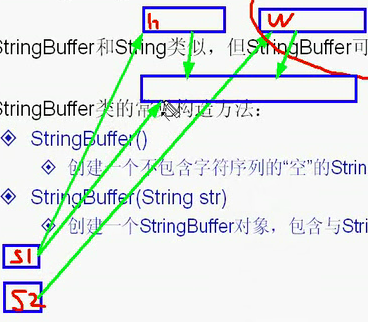 h w
StringBuffer和String类似，但StringBuffer可
StringBuffer类的常 构造方法：
StringBuffer()
创建一个不包含字符序列的“空”的Strin
StringBuffer(String str)
创建一个StringBuffer对象，包含与Stri
S1
S2